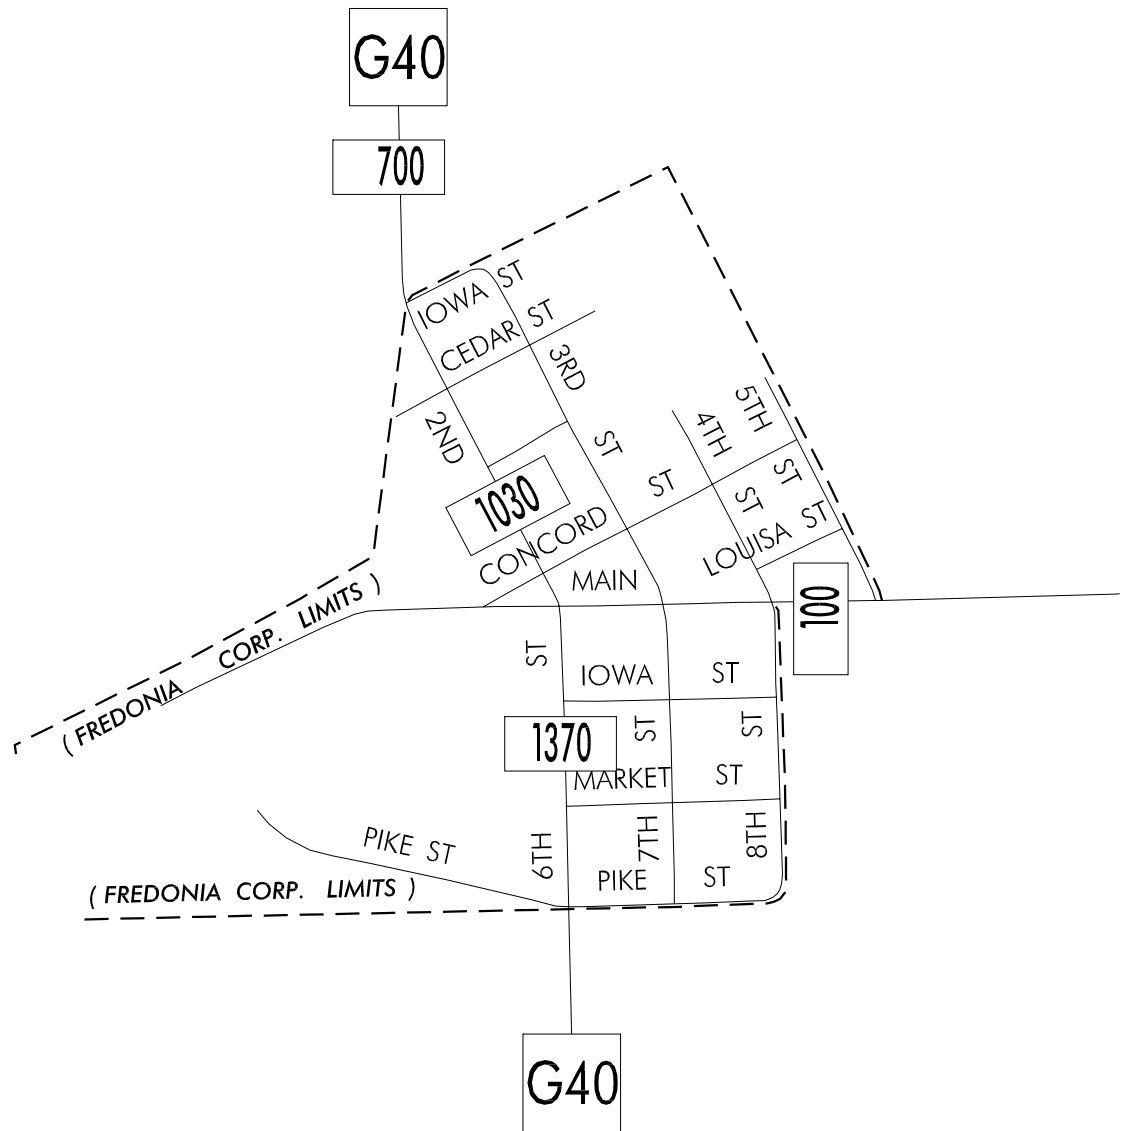 G40
700
IOWA ST
CEDAR ST
3RD ST
2ND
4TH ST
5TH ST
1030
CONCORD ST
LOUISA ST
MAIN
100
( FREDONIA CORP. LIMITS )
ST
IOWA ST
1370
ST
ST
MARKET ST
PIKE ST
6TH
7TH
8TH
PIKE ST
( FREDONIA CORP. LIMITS )
G40